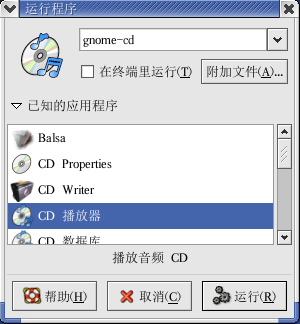 运行程序
gnome-cd
在终端里运行(T)
附加文件(A)...
已知的应用程序
Balsa
CD Properties
CD Writer
CD 播放器
CD 数据库
播放音频 CD
帮助(H)
取消(C)
运行(R)